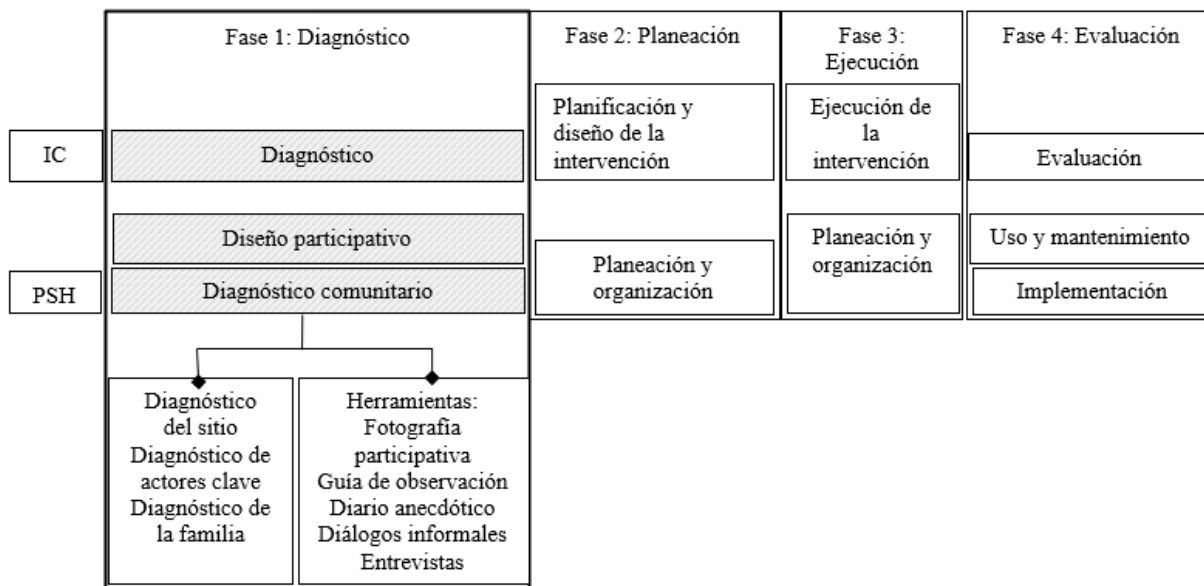 Fase 1: Diagnóstico
Fase 2: Planeación
Fase 3:
Ejecución
Fase 4: Evaluación
IC
Diagnóstico
Planificación y
diseño de la
intervención
Ejecución de
la
intervención
Evaluación
PSH
Diseño participativo
Diagnóstico comunitario
Planeación y
organización
Planeación y
organización
Uso y mantenimiento
Implementación
Diagnóstico
del sitio
Diagnóstico de
actores clave
Diagnóstico de
la familia
Herramientas:
Fotografía
participativa
Guía de observación
Diario anecdótico
Diálogos informales
Entrevistas